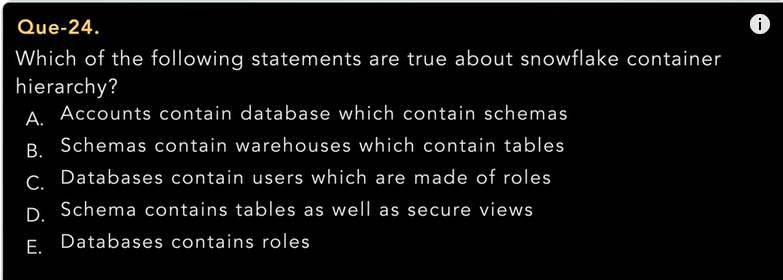 Que-24.
Which of the following statements are true about snowflake container
hierarchy?
A. Accounts contain database which contain schemas
B. Schemas contain warehouses which contain tables
C. Databases contain users which are made of roles
D. Schema contains tables as well as secure views
E. Databases contains roles